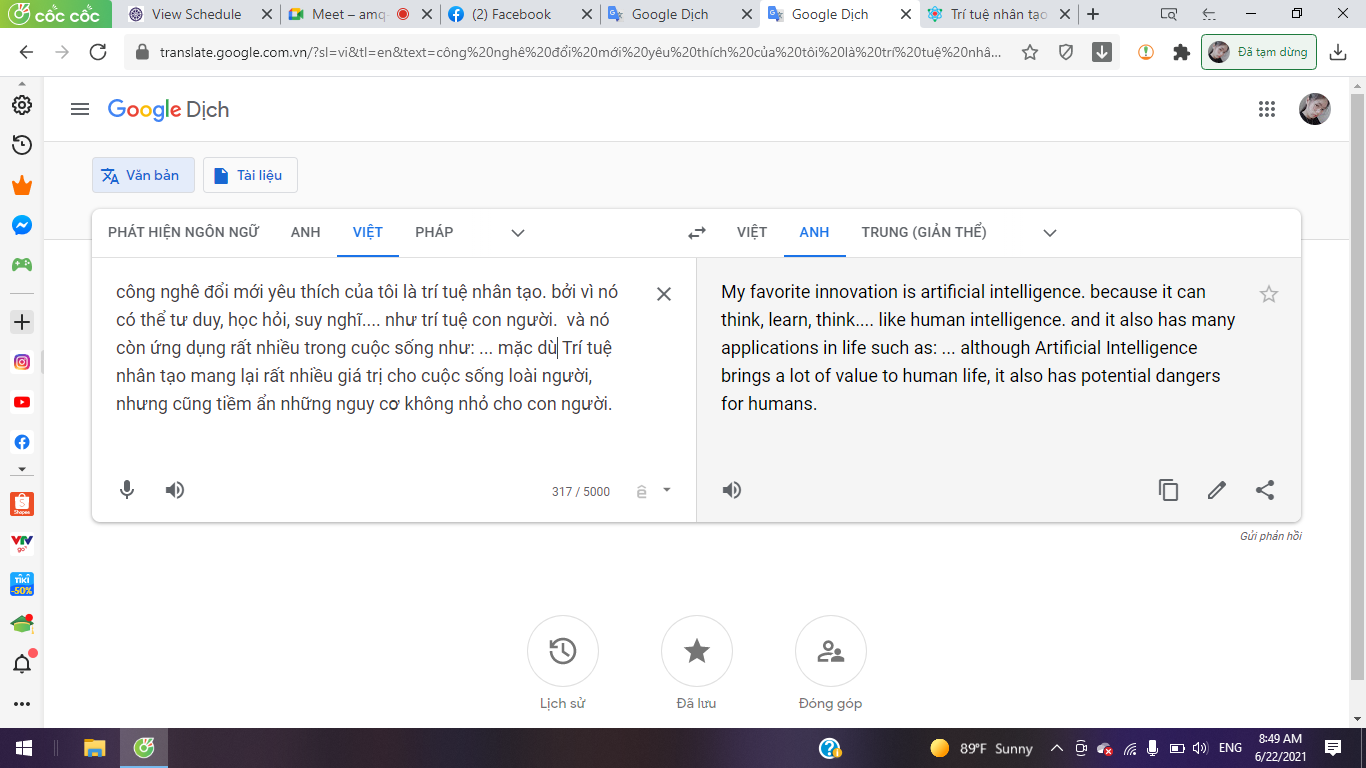 cốc cốc
View Schedule
Meet – amq-
(2) Facebook
Google Dịch
Google Dịch
Trí tuệ nhân tạo
translate.google.com.vn/?sl=vi&tl=en&text=công%20nghê%20đổi%20mới%20yêu%20thích%20của%20tôi%20là%20trí%20tuệ%20nhâ...
Đã tạm dừng
Google Dịch
Văn bản
Tài liệu
PHÁT HIỆN NGÔN NGỮ ANH VIỆT PHÁP
VIỆT ANH TRUNG (GIẢN THỂ)
công nghê đổi mới yêu thích của tôi là trí tuệ nhân tạo. bởi vì nó
có thể tư duy, học hỏi, suy nghĩ.... như trí tuệ con người.  và nó
còn ứng dụng rất nhiều trong cuộc sống như: ... mặc dù Trí tuệ
nhân tạo mang lại rất nhiều giá trị cho cuộc sống loài người,
nhưng cũng tiềm ẩn những nguy cơ không nhỏ cho con người.
317 / 5000
My favorite innovation is artificial intelligence. because it can
think, learn, think.... like human intelligence. and it also has many
applications in life such as: ... although Artificial Intelligence
brings a lot of value to human life, it also has potential dangers
for humans.
Gửi phản hồi
Lịch sử
Đã lưu
Đóng góp
Shopee
VTV
go
TIKI
-50%
89°F Sunny
ENG
8:49 AM
6/22/2021